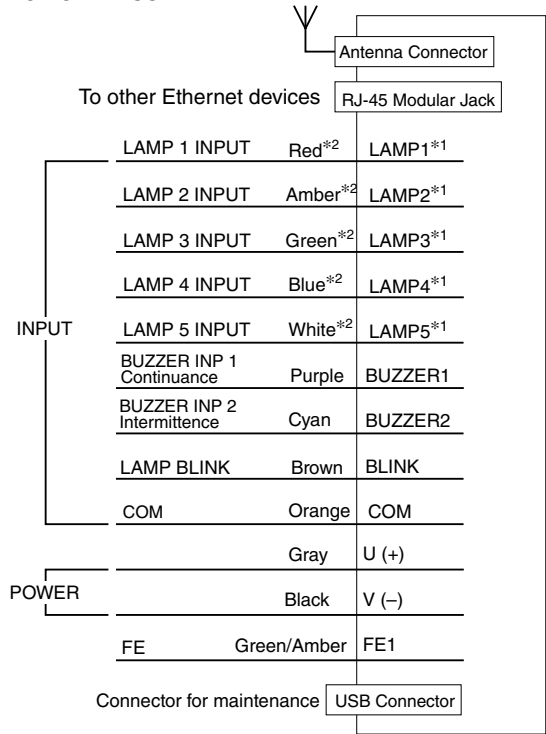 Antenna Connector
To other Ethernet devices RJ-45 Modular Jack
LAMP 1 INPUT Red*2 LAMP1*1
LAMP 2 INPUT Amber*2 LAMP2*1
LAMP 3 INPUT Green*2 LAMP3*1
LAMP 4 INPUT Blue*2 LAMP4*1
INPUT
LAMP 5 INPUT White*2 LAMP5*1
BUZZER INP 1
Continuance Purple BUZZER1
BUZZER INP 2
Intermittence Cyan BUZZER2
LAMP BLINK Brown BLINK
COM Orange COM
Gray U (+)
POWER
Black V (–)
FE Green/Amber FE1
Connector for maintenance USB Connector